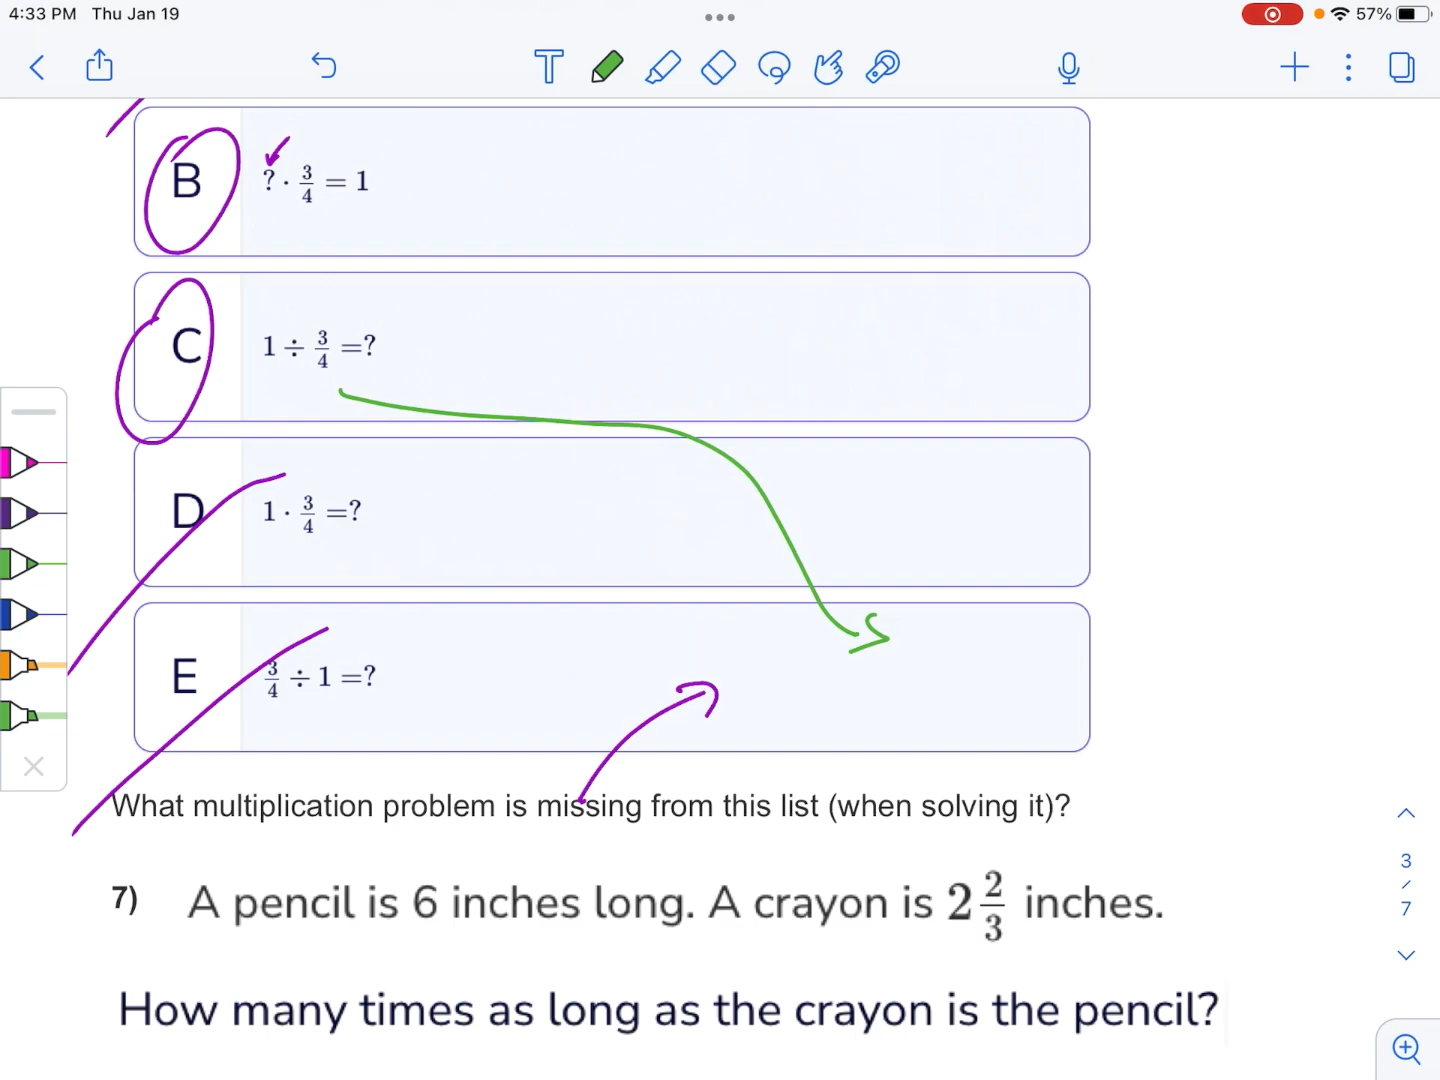 4:33 PM Thu Jan 19
57%
B
? · 3/4 = 1
C
1 ÷ 3/4 =?
D
1 · 3/4 =?
E
3/4 ÷ 1 =?
What multiplication problem is missing from this list (when solving it)?
3
/
7
7) A pencil is 6 inches long. A crayon is 2 2/3 inches.
How many times as long as the crayon is the pencil?